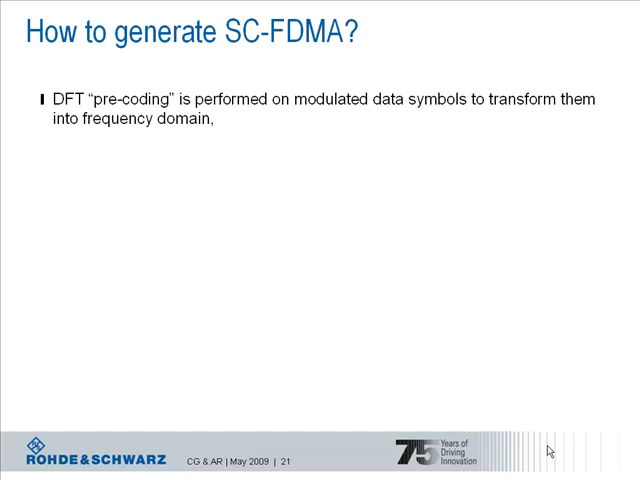 How to generate SC-FDMA?
DFT “pre-coding” is performed on modulated data symbols to transform them
into frequency domain,
ROHDE & SCHWARZ
CG & AR | May 2009 | 21
75 Years of
Driving
Innovation